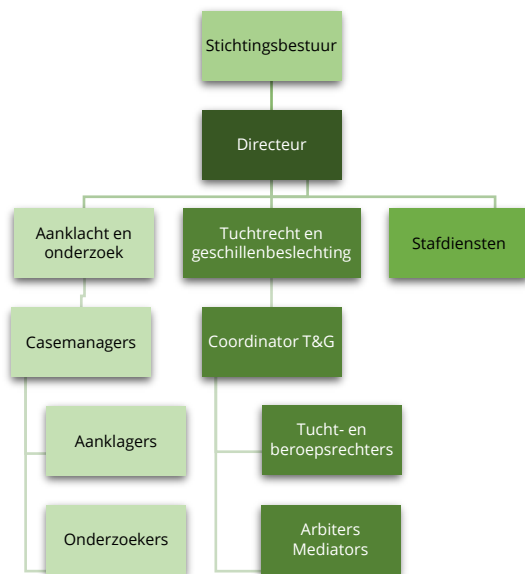 Stichtingsbestuur
Directeur
Aanklacht en
onderzoek
Tuchtrecht en
geschillenbeslechting
Stafdiensten
Casemanagers
Coordinator T&G
Aanklagers
Tucht- en
beroepsrechters
Onderzoekers
Arbiters
Mediators